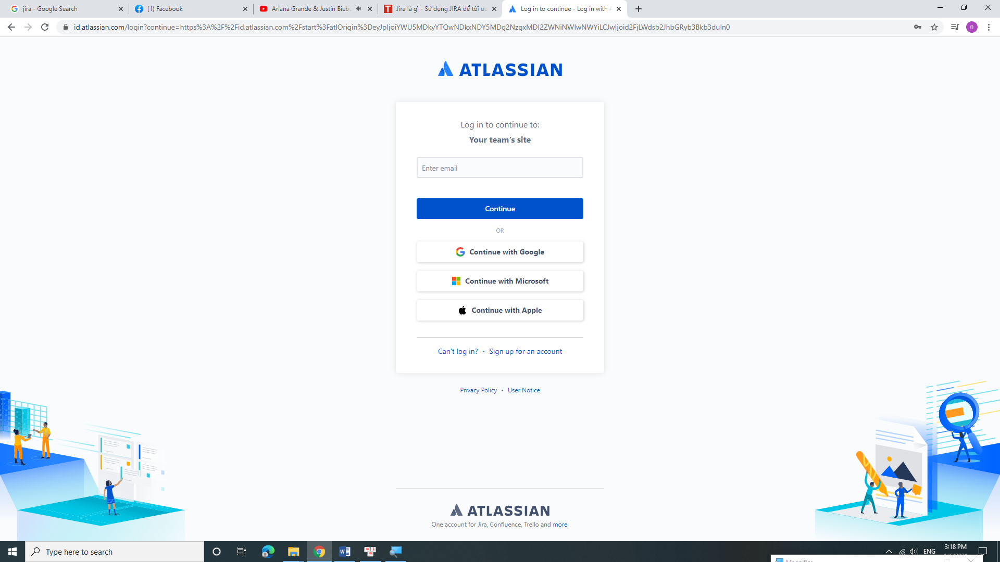 jira - Google Search
(1) Facebook
Ariana Grande & Justin Biebe
Jira là gì - Sử dụng JIRA để tối ưu
Log in to continue - Log in with A
id.atlassian.com/login?continue=https%3A%2F%2Fid.atlassian.com%2Fstart%3FatlOrigin%3DeyJpIjoiYWU5MDkyYTQwNDkxNDY5MDg2NzgxMDI2ZWNiNWIwNWYiLCJwIjoid2FjLWdsb2JhbGRyb3Bkb3duIn0
n
ATLASSIAN
Log in to continue to:
Your team's site
Enter email
Continue
OR
Continue with Google
Continue with Microsoft
Continue with Apple
Can't log in? • Sign up for an account
Privacy Policy • User Notice
ATLASSIAN
One account for Jira, Confluence, Trello and more.
Type here to search
ENG
3:18 PM